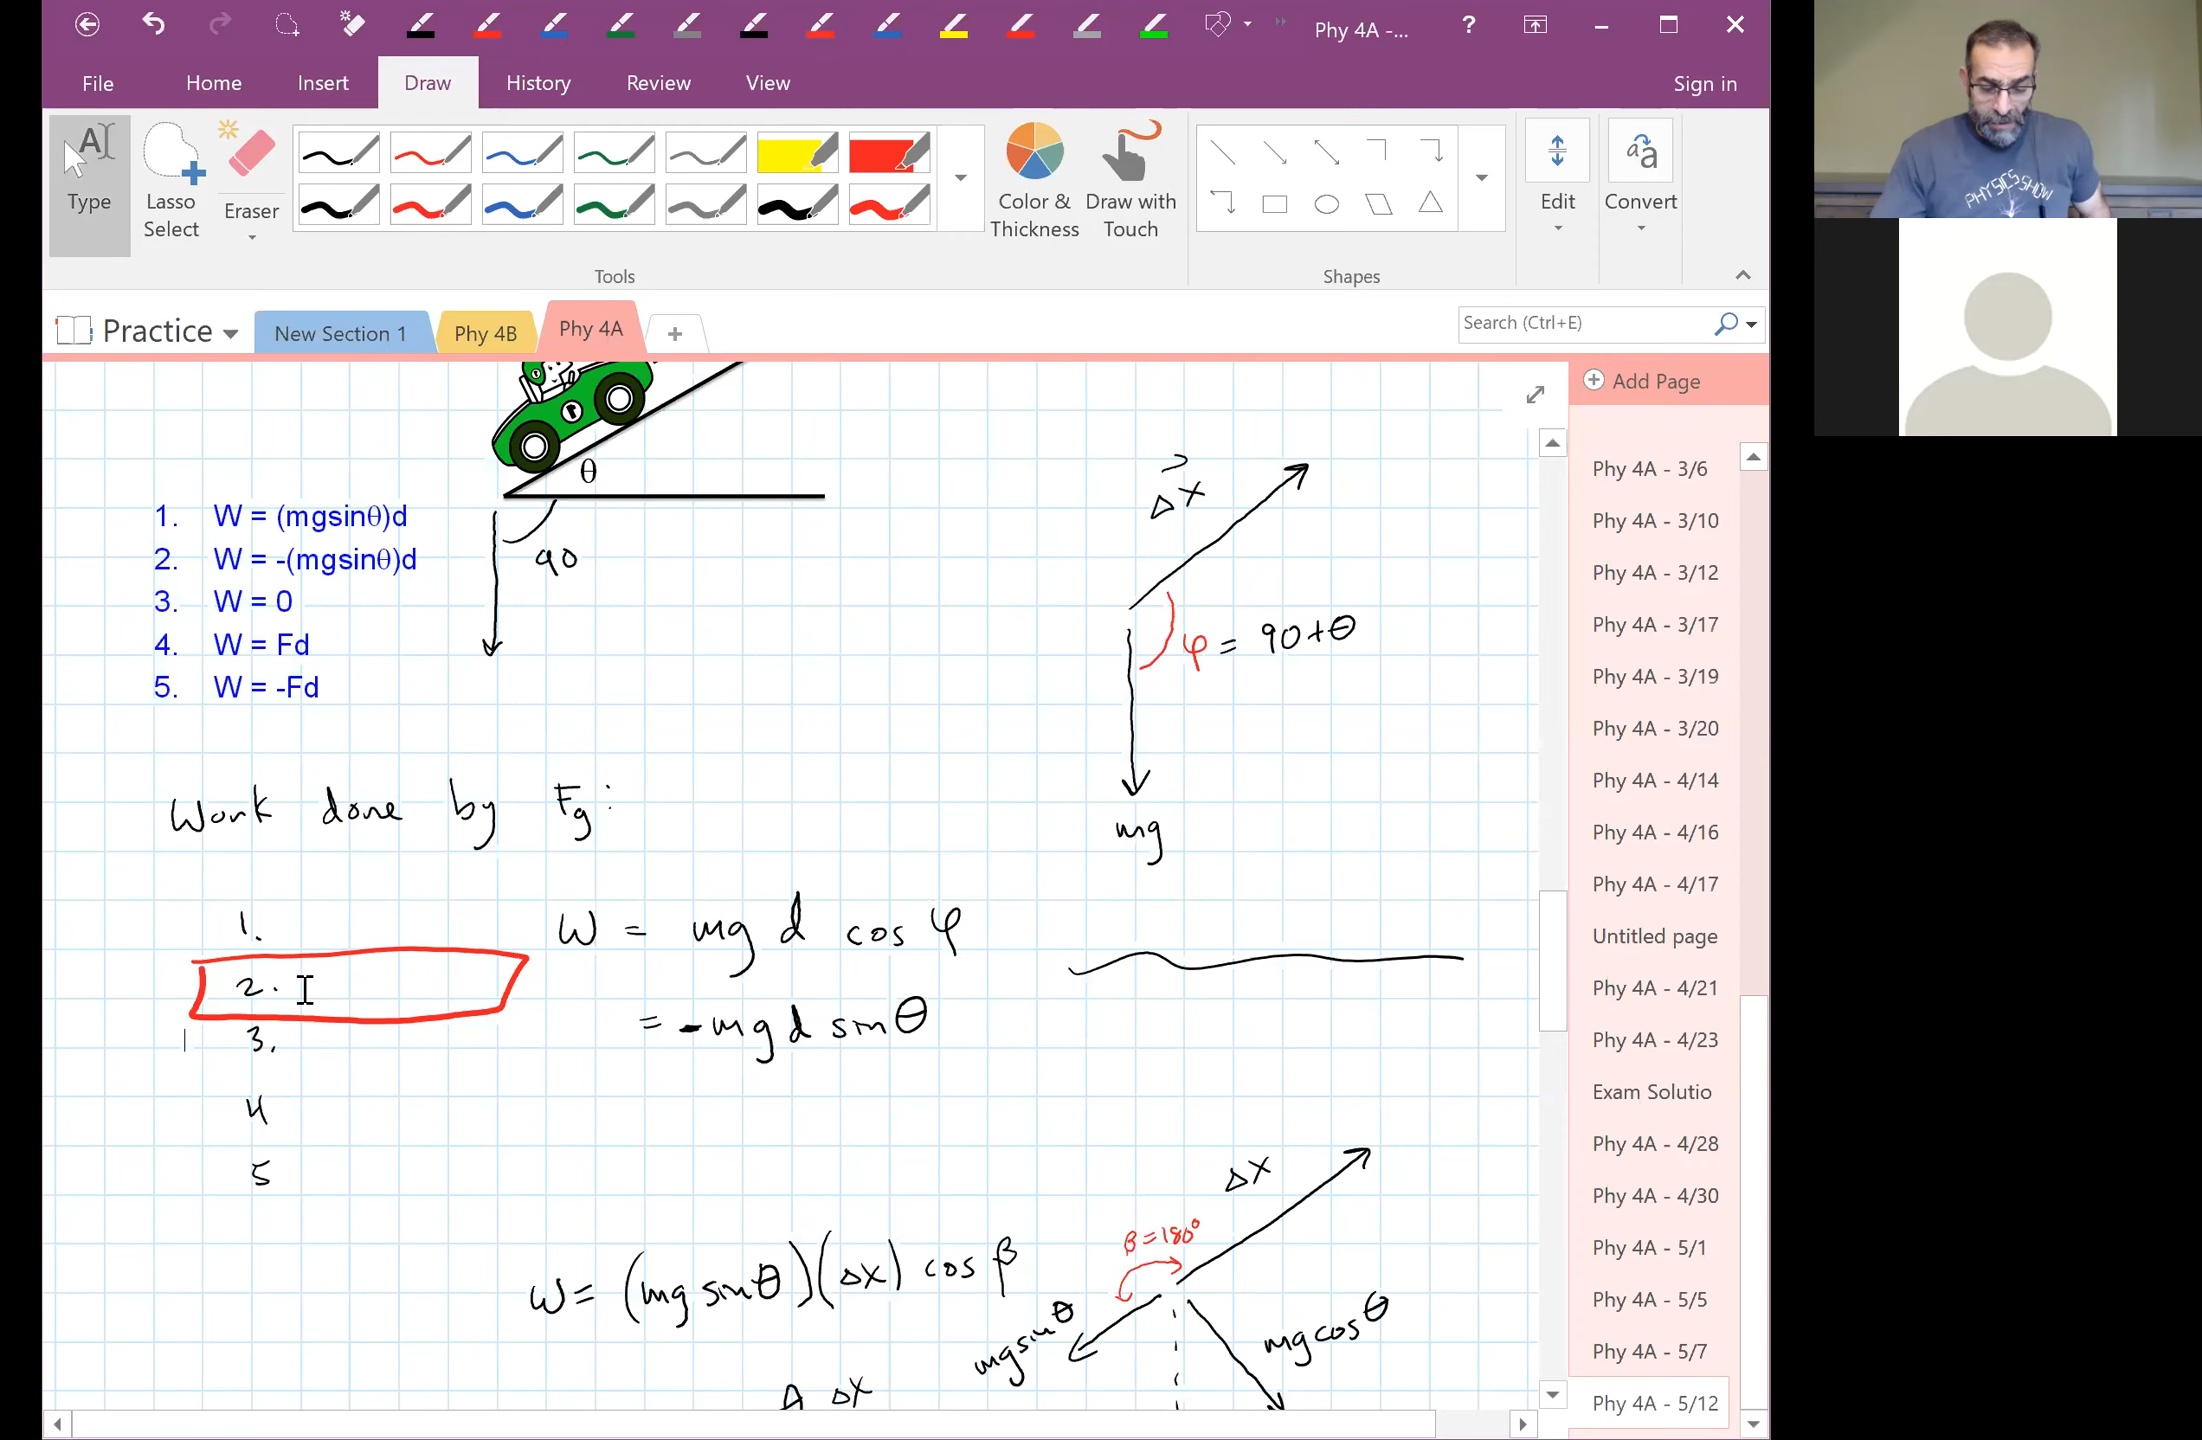 Phy 4A -...
?
File
Home
Insert
Draw
History
Review
View
Sign in
Type
Lasso
Select
Eraser
Color &
Thickness
Draw with
Touch
Edit
Convert
Tools
Shapes
Practice
New Section 1
Phy 4B
Phy 4A
Search (Ctrl+E)
Add Page
Phy 4A - 3/6
Phy 4A - 3/10
Phy 4A - 3/12
Phy 4A - 3/17
Phy 4A - 3/19
Phy 4A - 3/20
Phy 4A - 4/14
Phy 4A - 4/16
Phy 4A - 4/17
Untitled page
Phy 4A - 4/21
Phy 4A - 4/23
Exam Solutio
Phy 4A - 4/28
Phy 4A - 4/30
Phy 4A - 5/1
Phy 4A - 5/5
Phy 4A - 5/7
Phy 4A - 5/12
θ
1. W = (mgsinθ)d
2. W = -(mgsinθ)d
3. W = 0
4. W = Fd
5. W = -Fd
90
Δx
φ = 90+θ
mg
Work done by Fg:
1.
2.
3.
4
5
W = mg d cos φ
= -mg d sin θ
W = (mg sinθ)(Δx) cos β
Δx
β = 180°
mg sinθ
mg cosθ
Δx
PHYSICS SHOW